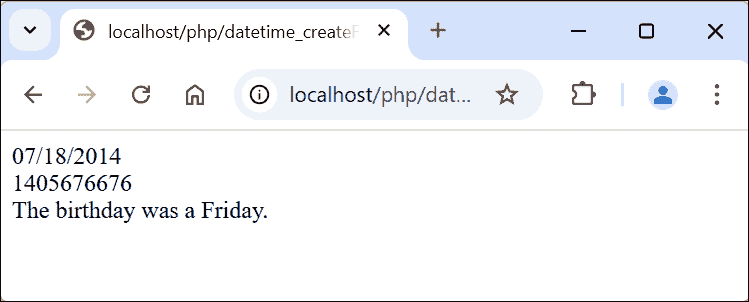 localhost/php/datetime_createF
localhost/php/dat...
07/18/2014
1405676676
The birthday was a Friday.